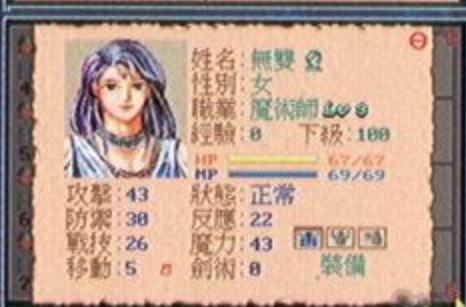 姓名:無雙
性別:女
職業:魔術師 Lv 9
經驗:0 下級:100
HP 67/67
MP 69/69
攻擊:43 狀態:正常
防禦:30 反應:22
戰技:26 魔力:43
移動:5 劍術:0 裝備